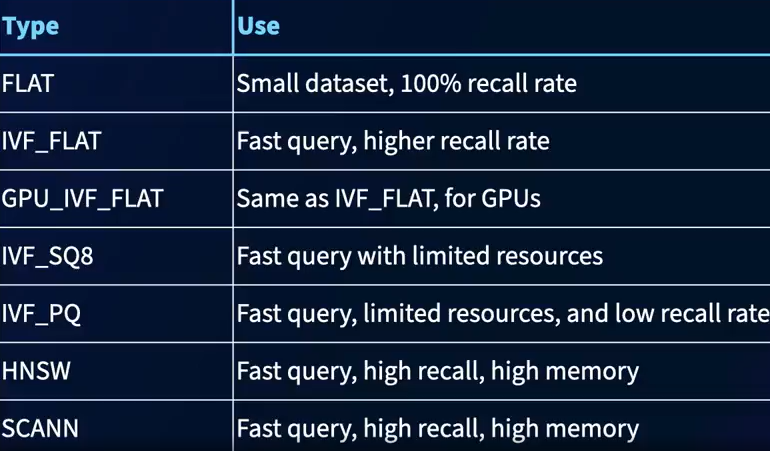 Type Use
FLAT Small dataset, 100% recall rate
IVF_FLAT Fast query, higher recall rate
GPU_IVF_FLAT Same as IVF_FLAT, for GPUs
IVF_SQ8 Fast query with limited resources
IVF_PQ Fast query, limited resources, and low recall rate
HNSW Fast query, high recall, high memory
SCANN Fast query, high recall, high memory